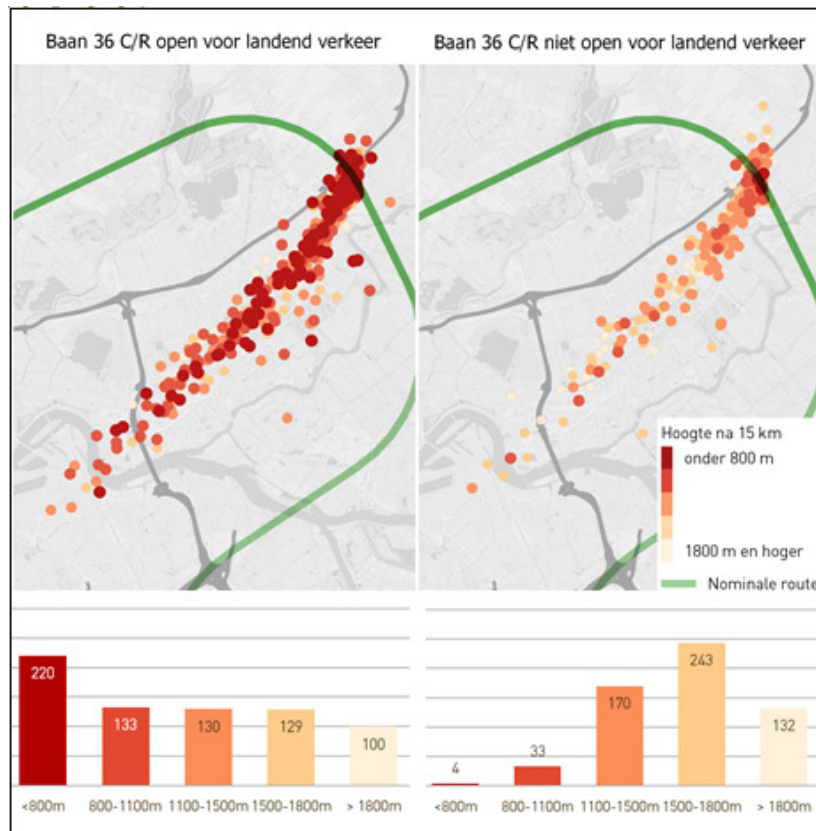 Baan 36 C/R open voor landend verkeer
Baan 36 C/R niet open voor landend verkeer
Hoogte na 15 km
onder 800 m
1800 m en hoger
Nominale route
220
133
130
129
100
<800m
800-1100m
1100-1500m
1500-1800m
> 1800m
4
33
170
243
132
<800m
800-1100m
1100-1500m
1500-1800m
> 1800m